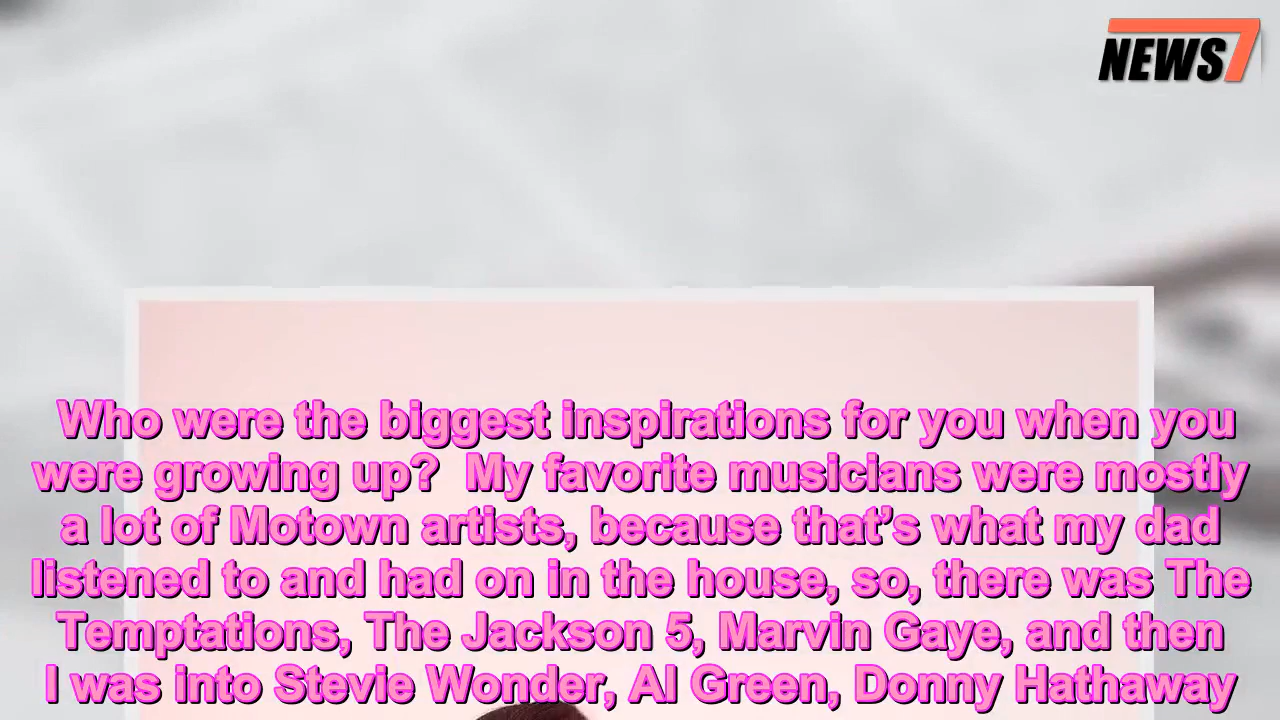 NEWS7
Who were the biggest inspirations for you when you
were growing up?  My favorite musicians were mostly
a lot of Motown artists, because that’s what my dad
listened to and had on in the house, so, there was The
Temptations, The Jackson 5, Marvin Gaye, and then
I was into Stevie Wonder, Al Green, Donny Hathaway